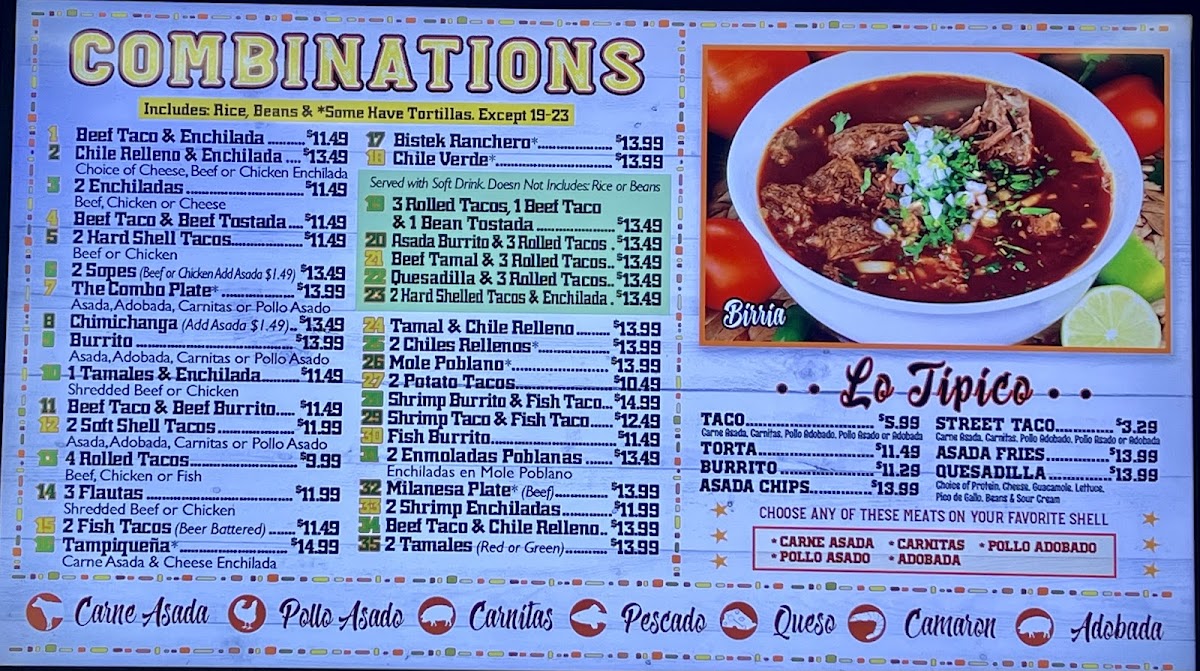 COMBINATIONS
Includes: Rice, Beans & *Some Have Tortillas. Except 19-23
1 Beef Taco & Enchilada .......... $11.49
2 Chile Relleno & Enchilada .... $13.49
Choice of Cheese, Beef or Chicken Enchilada
3 2 Enchiladas .......... $11.49
Beef, Chicken or Cheese
4 Beef Taco & Beef Tostada .... $11.49
5 2 Hard Shell Tacos .......... $11.49
Beef or Chicken
6 2 Sopes (Beef or Chicken Add Asada $1.49) $13.49
7 The Combo Plate* .......... $13.99
Asada, Adobada, Carnitas or Pollo Asado
8 Chimichanga (Add Asada $1.49).. $13.49
9 Burrito .......... $13.99
Asada, Adobada, Carnitas or Pollo Asado
10 1 Tamales & Enchilada .......... $11.49
Shredded Beef or Chicken
11 Beef Taco & Beef Burrito..... $11.49
12 2 Soft Shell Tacos .......... $11.99
Asada, Adobada, Carnitas or Pollo Asado
13 4 Rolled Tacos .......... $9.99
Beef, Chicken or Fish
14 3 Flautas .......... $11.99
Shredded Beef or Chicken
15 2 Fish Tacos (Beer Battered) ...... $11.49
16 Tampiqueña* .......... $14.99
Carne Asada & Cheese Enchilada
17 Bistek Ranchero* .......... $13.99
18 Chile Verde* .......... $13.99
Served with Soft Drink. Doesn Not Includes: Rice or Beans
19 3 Rolled Tacos, 1 Beef Taco
& 1 Bean Tostada .......... $13.49
20 Asada Burrito & 3 Rolled Tacos . $13.49
21 Beef Tamal & 3 Rolled Tacos.. $13.49
22 Quesadilla & 3 Rolled Tacos.. $13.49
23 2 Hard Shelled Tacos & Enchilada . $13.49
24 Tamal & Chile Relleno ......... $13.99
25 2 Chiles Rellenos* .......... $13.99
26 Mole Poblano* .......... $13.99
27 2 Potato Tacos .......... $10.49
28 Shrimp Burrito & Fish Taco... $14.99
29 Shrimp Taco & Fish Taco ..... $12.49
30 Fish Burrito .......... $11.49
31 2 Enmoladas Poblanas ....... $13.49
Enchiladas en Mole Poblano
32 Milanesa Plate* (Beef) .......... $13.99
33 2 Shrimp Enchiladas .......... $11.99
34 Beef Taco & Chile Relleno.. $13.99
35 2 Tamales (Red or Green) .......... $13.99
Birria
Lo Tipico
TACO .......... $5.99
Carne Asada, Carnitas, Pollo Adobado, Pollo Asado or Adobada
TORTA .......... $11.49
BURRITO .......... $11.29
ASADA CHIPS .......... $13.99
STREET TACO .......... $3.29
Carne Asada, Carnitas, Pollo Adobado, Pollo Asado or Adobada
ASADA FRIES .......... $13.99
QUESADILLA .......... $13.99
Choice of Protein, Cheese, Guacamole, Lettuce,
Pico de Gallo, Beans & Sour Cream
CHOOSE ANY OF THESE MEATS ON YOUR FAVORITE SHELL
* CARNE ASADA * CARNITAS * POLLO ADOBADO
* POLLO ASADO * ADOBADA
Carne Asada Pollo Asado Carnitas Pescado Queso Camaron Adobada